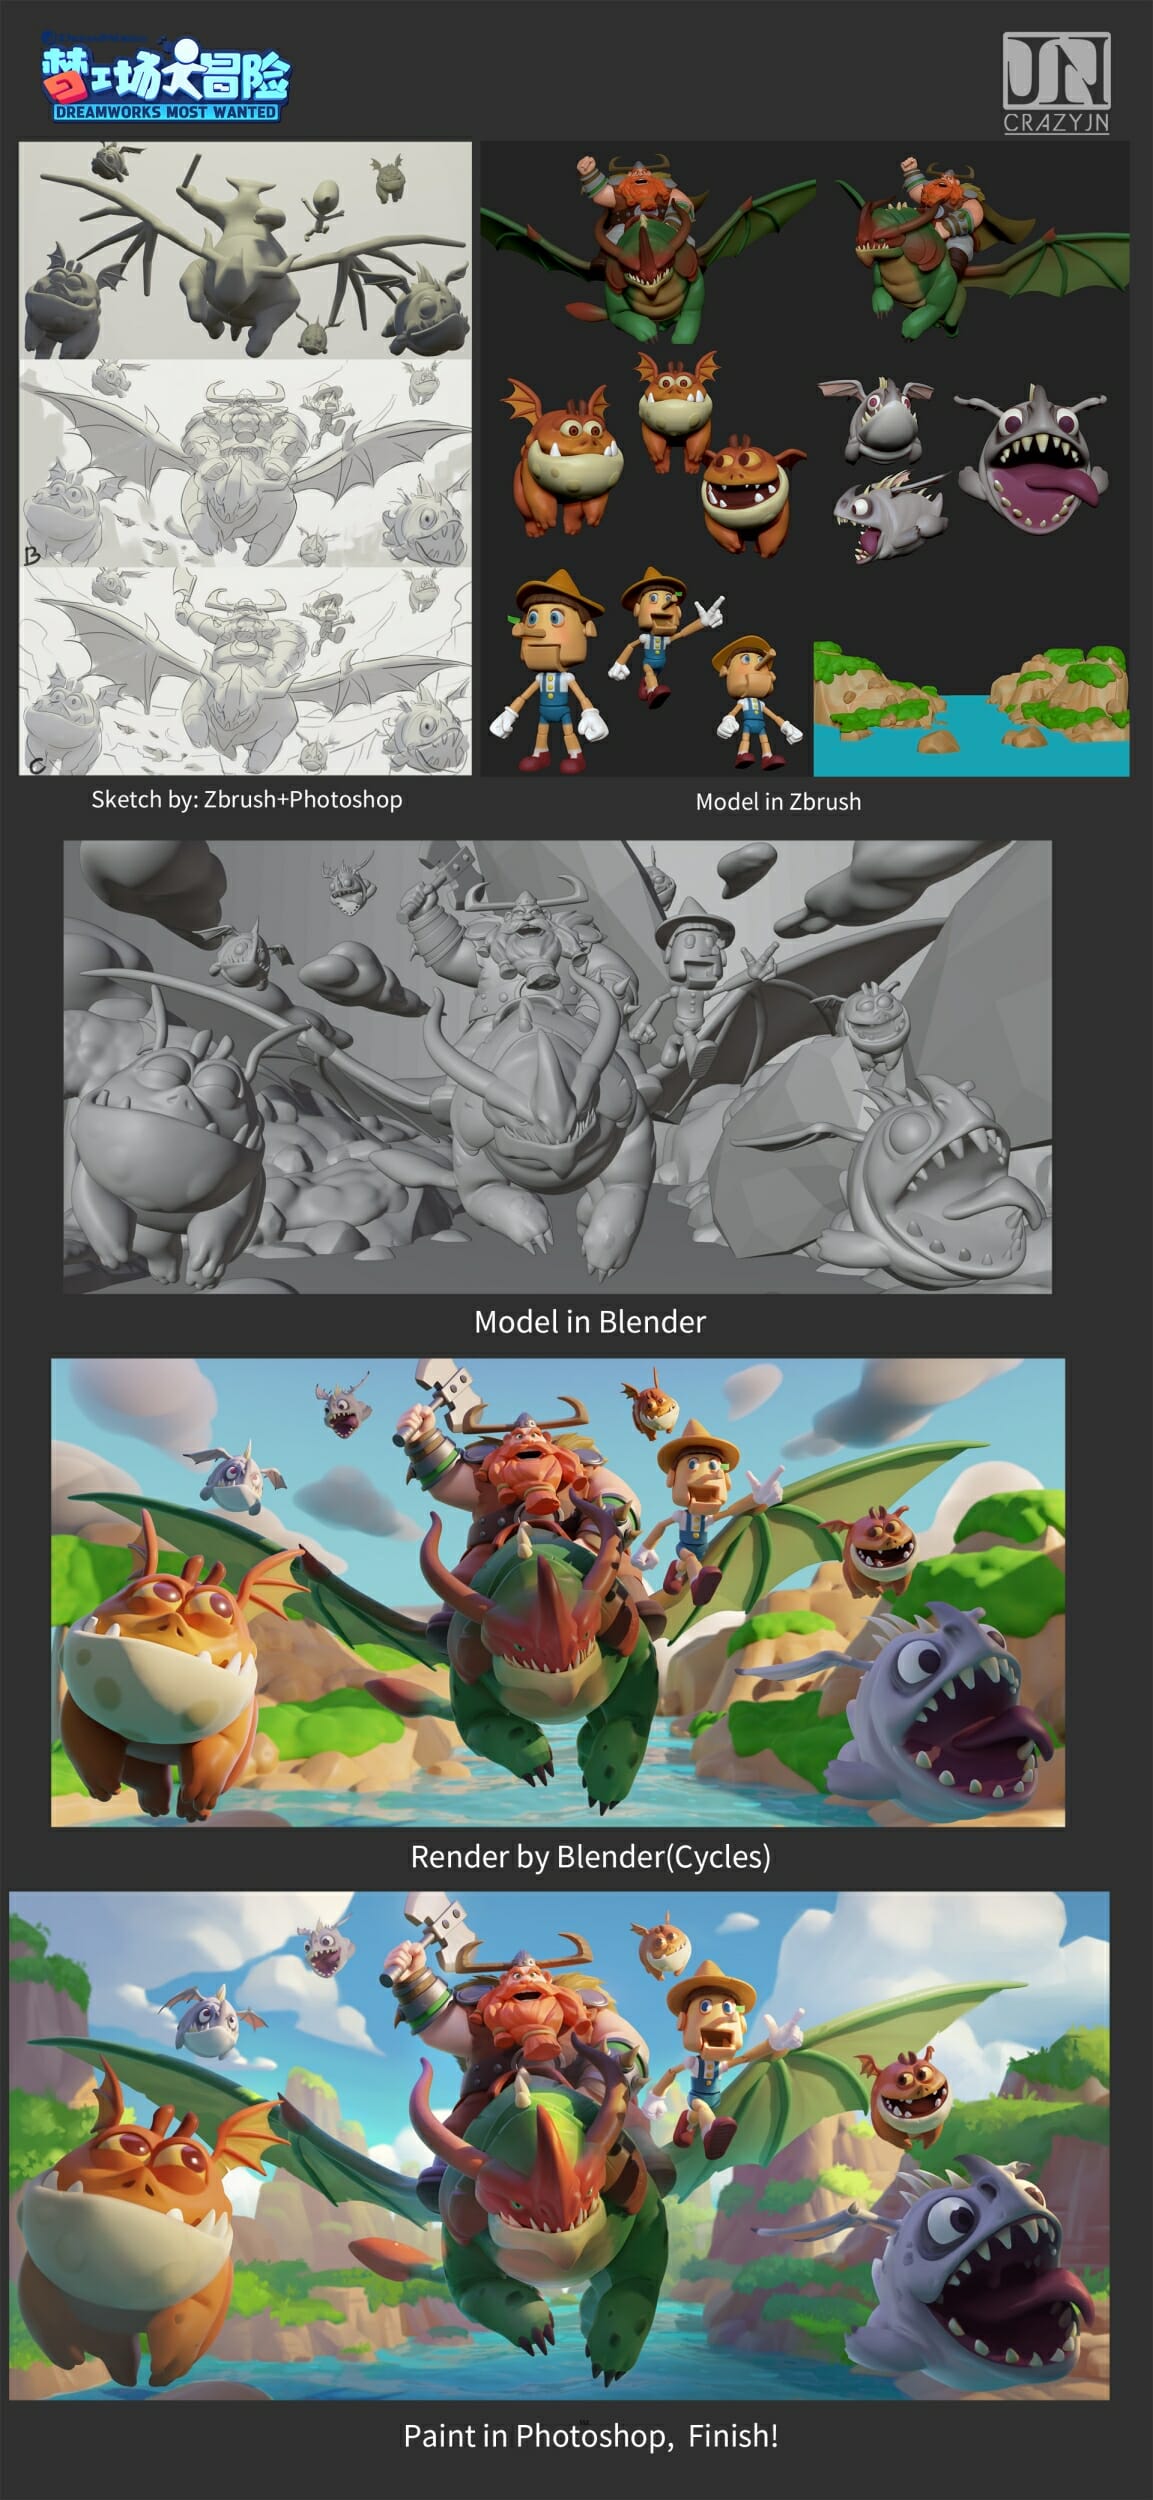 梦工场大冒险
DREAMWORKS MOST WANTED
JN
CRAZYJN
B
C
Sketch by: Zbrush+Photoshop
Model in Zbrush
Model in Blender
Render by Blender(Cycles)
Paint in Photoshop, Finish!